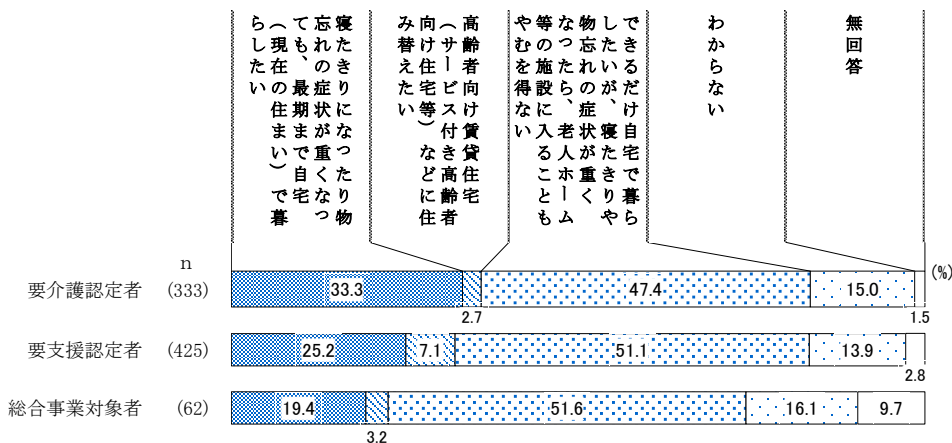 寝たきりになったり物
忘れの症状が重くなっ
ても、最期まで自宅
（現在の住まい）で暮
らしたい
高齢者向け賃貸住宅
（サービス付き高齢者
向け住宅等）などに住
み替えたい
できるだけ自宅で暮ら
したいが、寝たきりや
物忘れの症状が重く
なったら、老人ホーム
等の施設に入ることも
やむを得ない
わからない
無回答
n
(%)
要介護認定者 (333) 33.3 2.7 47.4 15.0 1.5
要支援認定者 (425) 25.2 7.1 51.1 13.9 2.8
総合事業対象者 (62) 19.4 3.2 51.6 16.1 9.7